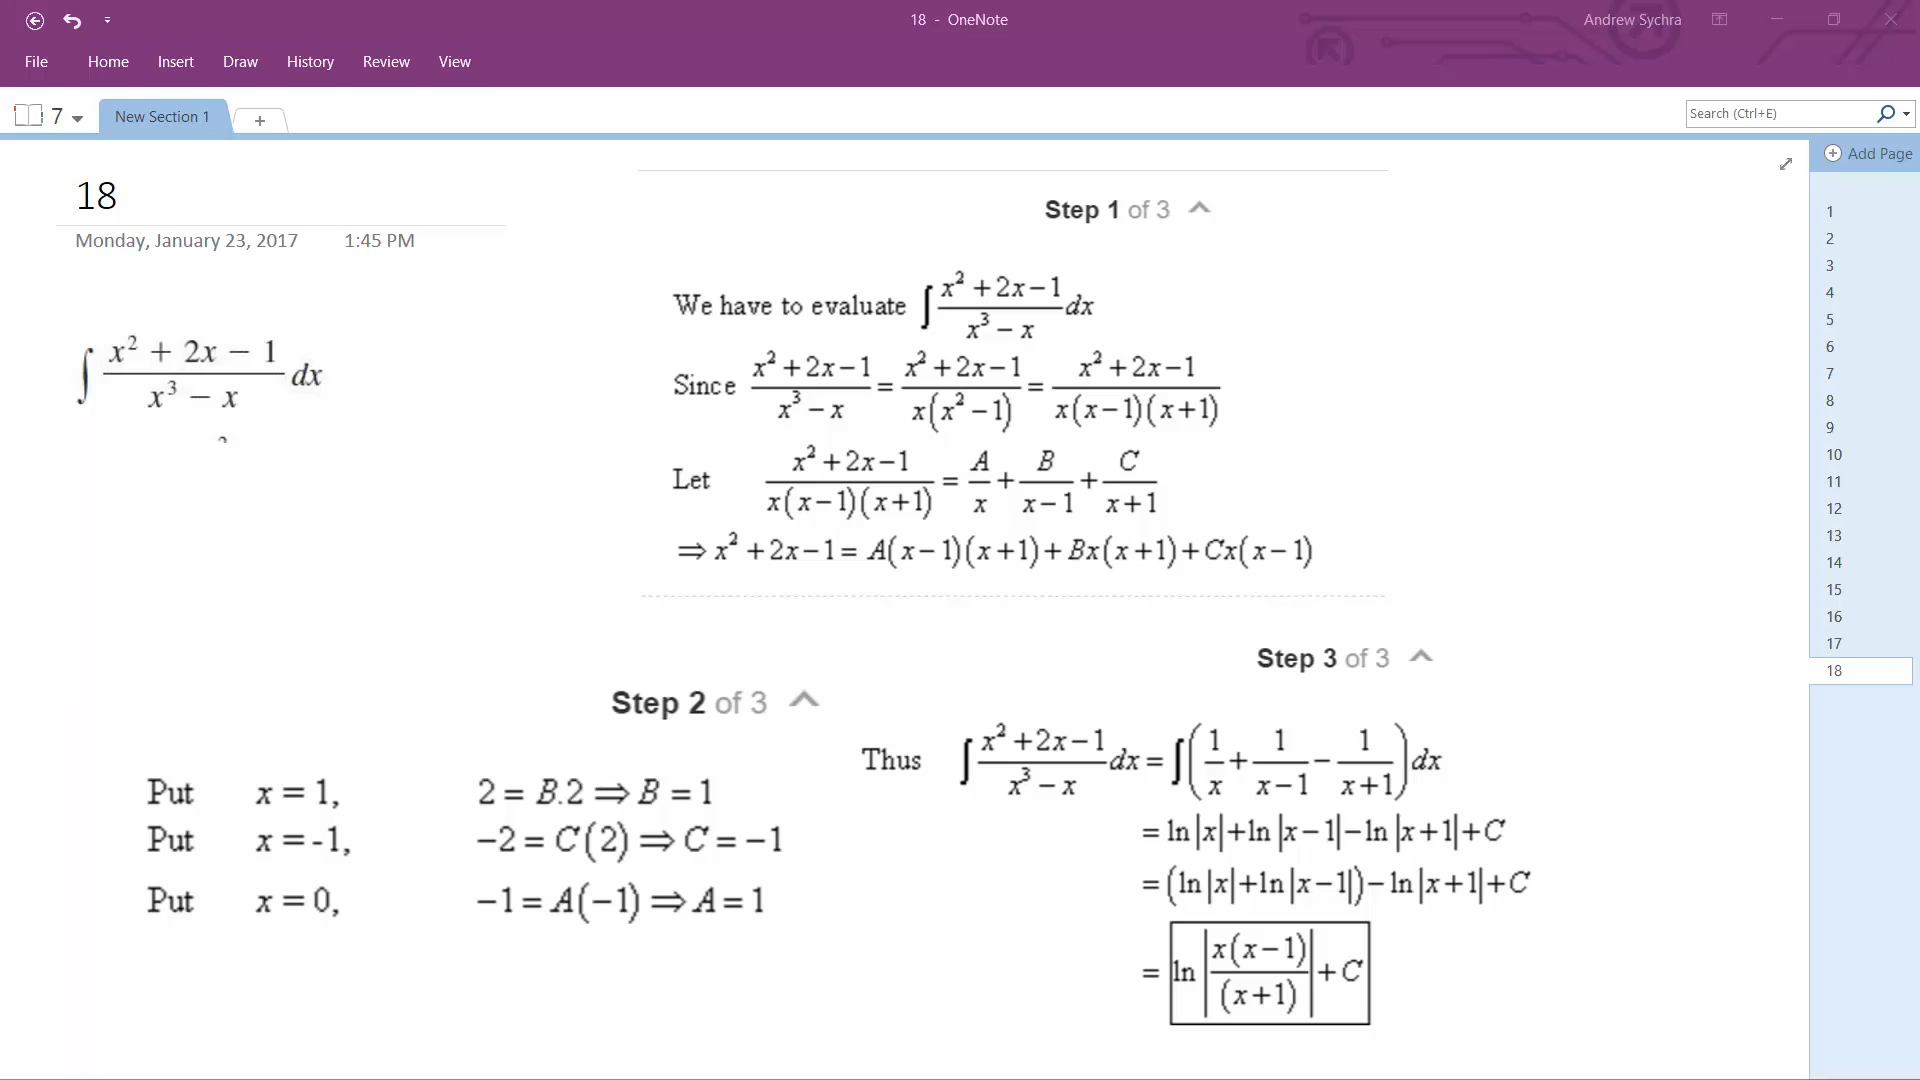 18 - OneNote
Andrew Sychra
File Home Insert Draw History Review View
7 New Section 1 +
Search (Ctrl+E)
Add Page
18
Monday, January 23, 2017 1:45 PM
∫ (x² + 2x − 1)/(x³ − x) dx
Step 1 of 3
We have to evaluate ∫ (x² + 2x − 1)/(x³ − x) dx
Since (x² + 2x − 1)/(x³ − x) = (x² + 2x − 1)/(x(x² − 1)) = (x² + 2x − 1)/(x(x − 1)(x + 1))
Let (x² + 2x − 1)/(x(x − 1)(x + 1)) = A/x + B/(x − 1) + C/(x + 1)
⇒ x² + 2x − 1 = A(x − 1)(x + 1) + Bx(x + 1) + Cx(x − 1)
Step 2 of 3
Put x = 1, 2 = B.2 ⇒ B = 1
Put x = -1, −2 = C(2) ⇒ C = −1
Put x = 0, −1 = A(−1) ⇒ A = 1
Step 3 of 3
Thus ∫ (x² + 2x − 1)/(x³ − x) dx = ∫ (1/x + 1/(x − 1) − 1/(x + 1)) dx
= ln|x| + ln|x − 1| − ln|x + 1| + C
= (ln|x| + ln|x − 1|) − ln|x + 1| + C
= ln |x(x − 1)/(x + 1)| + C
1
2
3
4
5
6
7
8
9
10
11
12
13
14
15
16
17
18